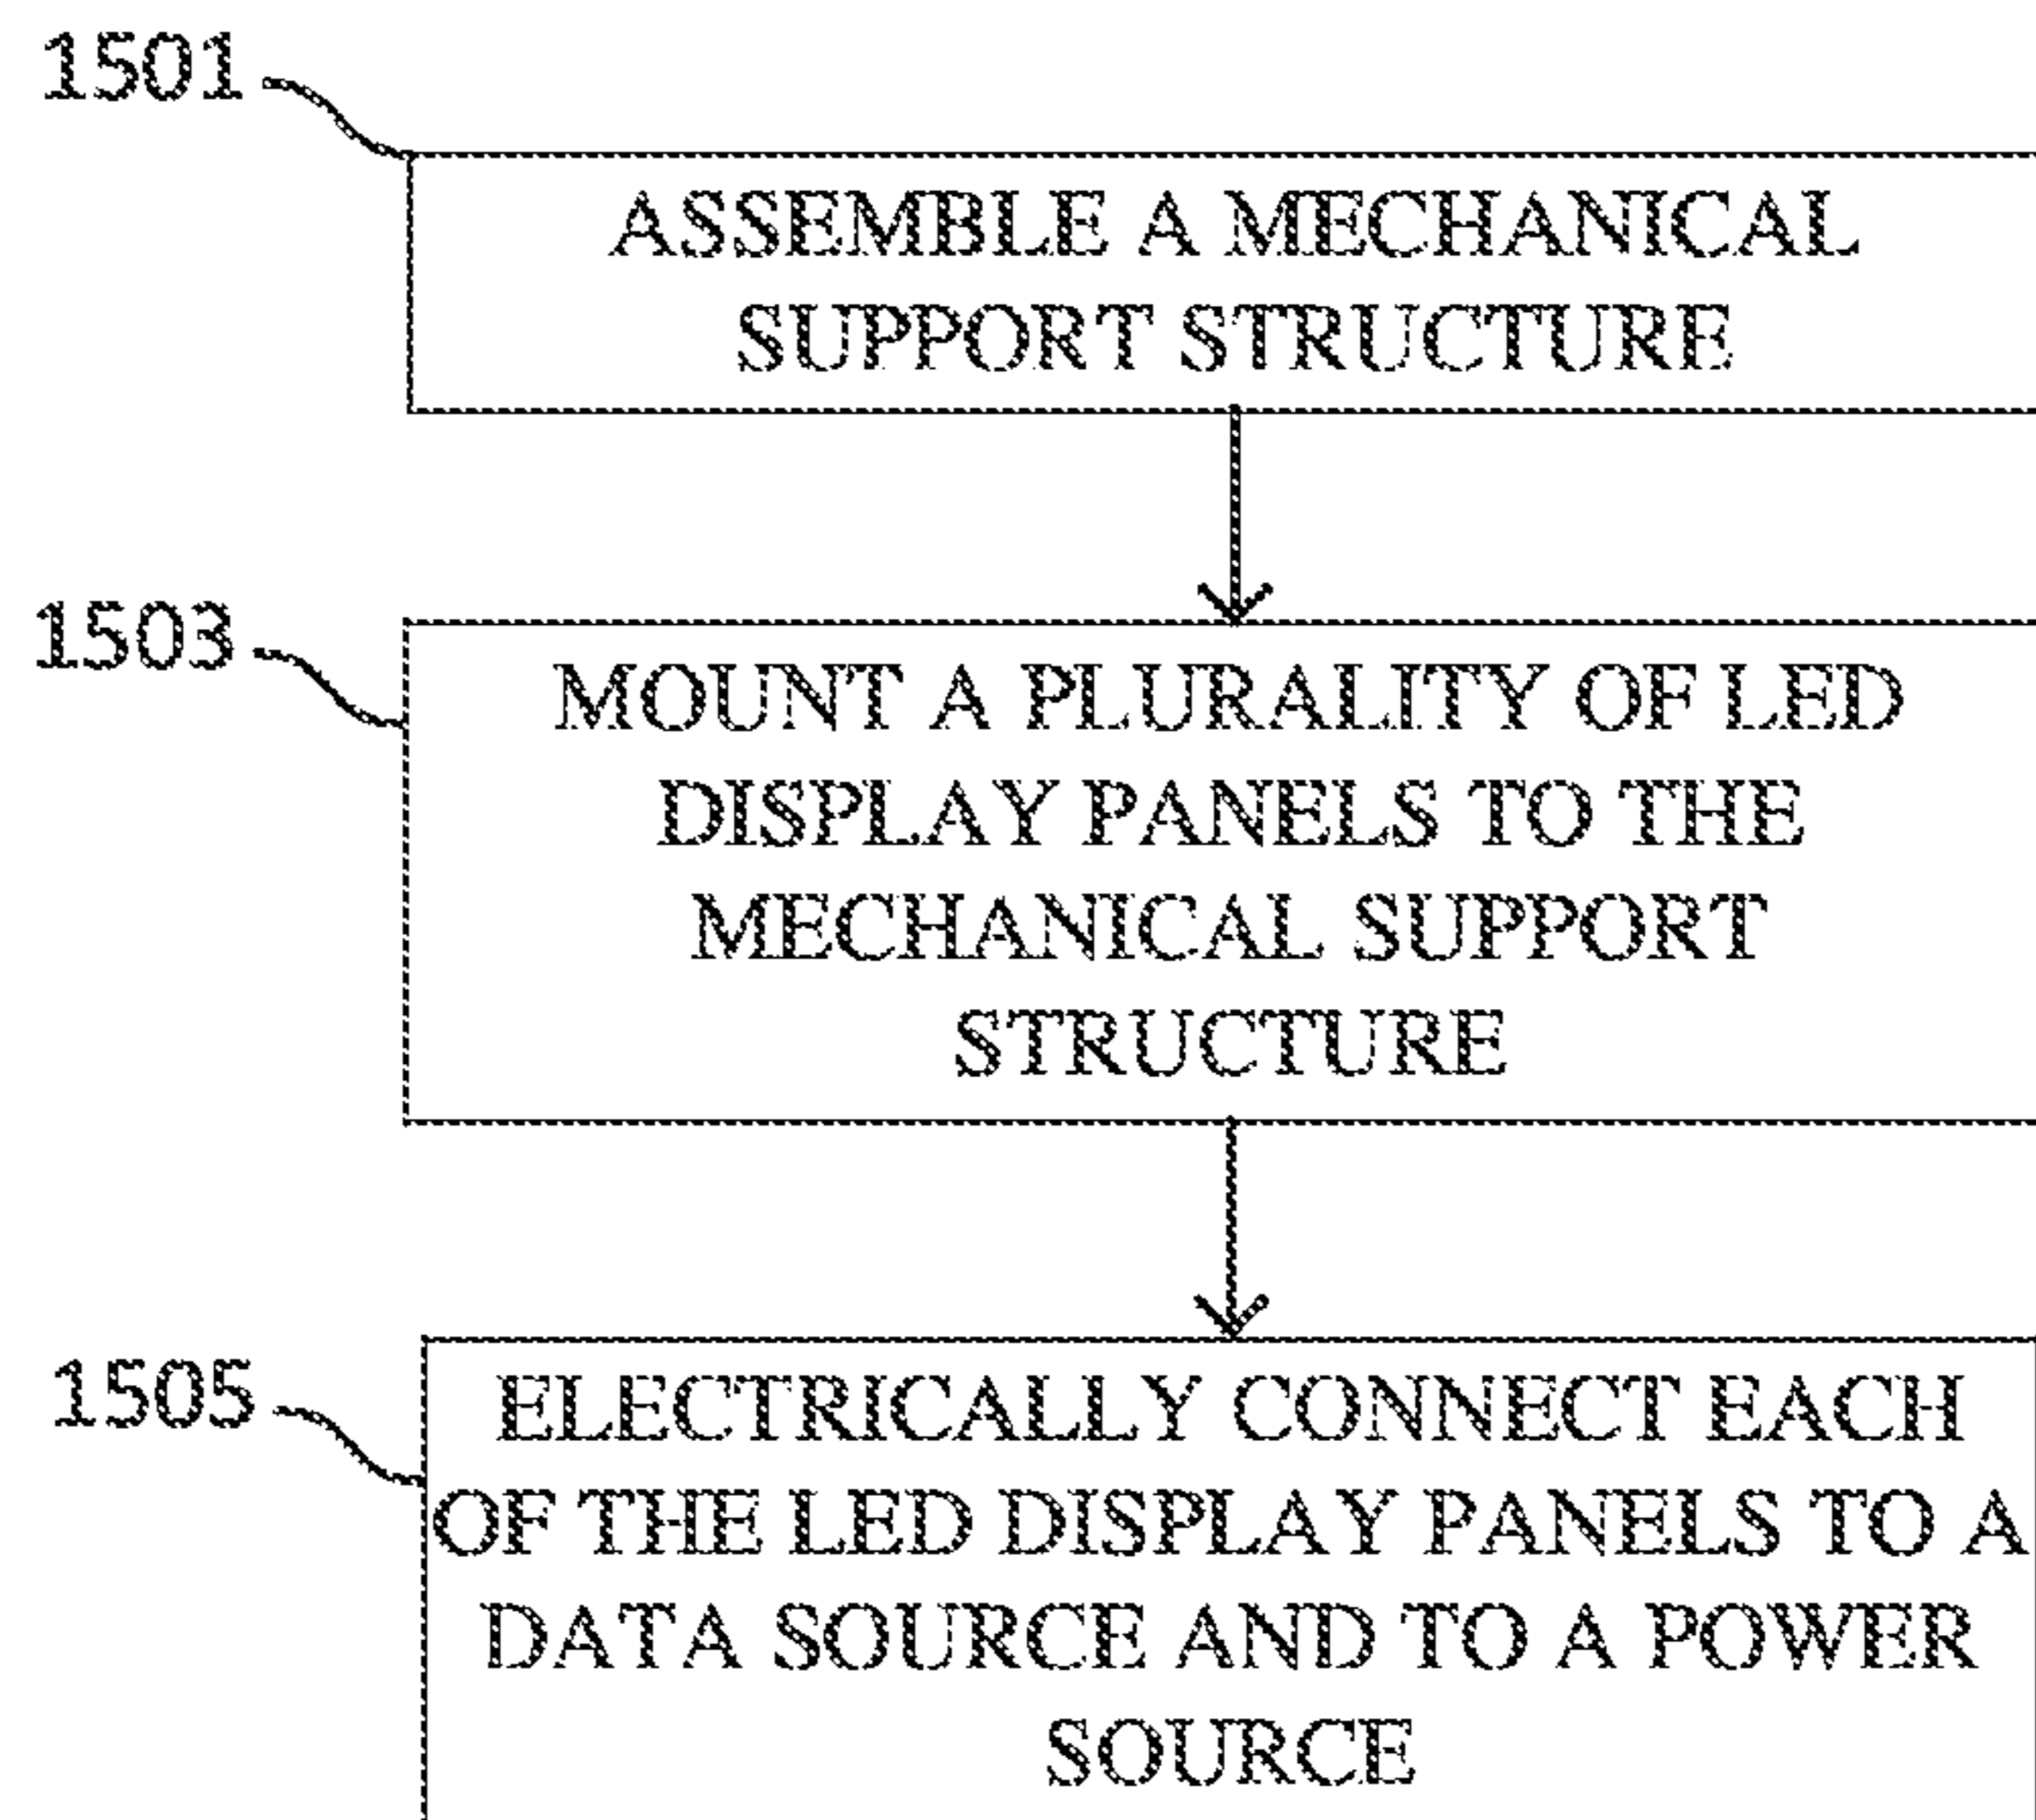 1501
ASSEMBLE A MECHANICAL
SUPPORT STRUCTURE
1503
MOUNT A PLURALITY OF LED
DISPLAY PANELS TO THE
MECHANICAL SUPPORT
STRUCTURE
1505
ELECTRICALLY CONNECT EACH
OF THE LED DISPLAY PANELS TO A
DATA SOURCE AND TO A POWER
SOURCE